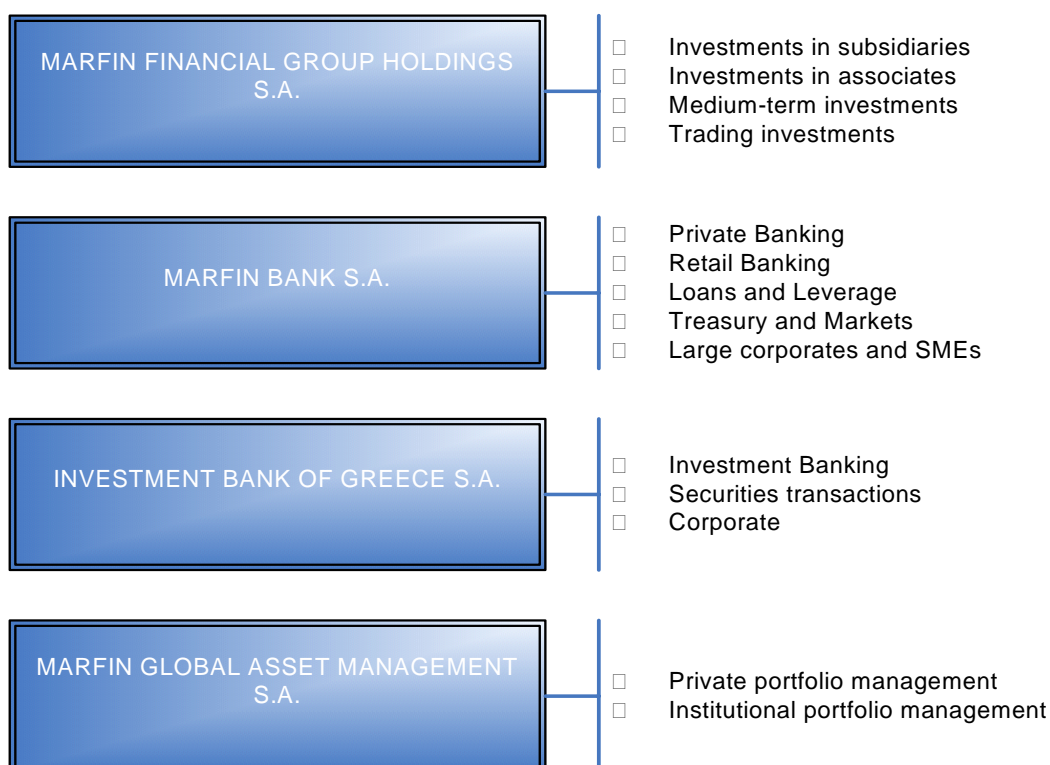 MARFIN FINANCIAL GROUP HOLDINGS
S.A.
Investments in subsidiaries
Investments in associates
Medium-term investments
Trading investments
MARFIN BANK S.A.
Private Banking
Retail Banking
Loans and Leverage
Treasury and Markets
Large corporates and SMEs
INVESTMENT BANK OF GREECE S.A.
Investment Banking
Securities transactions
Corporate
MARFIN GLOBAL ASSET MANAGEMENT
S.A.
Private portfolio management
Institutional portfolio management